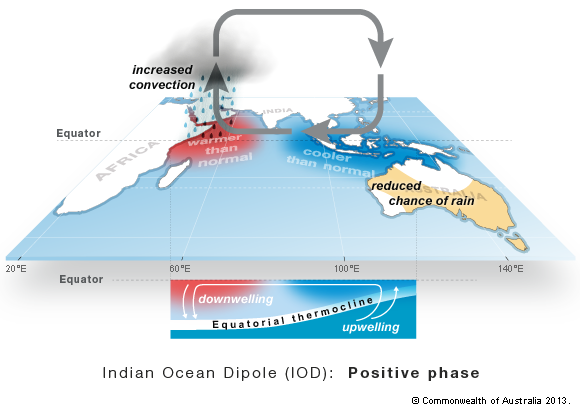 increased
convection
INDIA
Equator
AFRICA
warmer
than
normal
cooler
than normal
AUSTRALIA
reduced
chance of rain
20°E
60°E
100°E
140°E
Equator
downwelling
Equatorial thermocline
upwelling
Indian Ocean Dipole (IOD): Positive phase
© Commonwealth of Australia 2013.